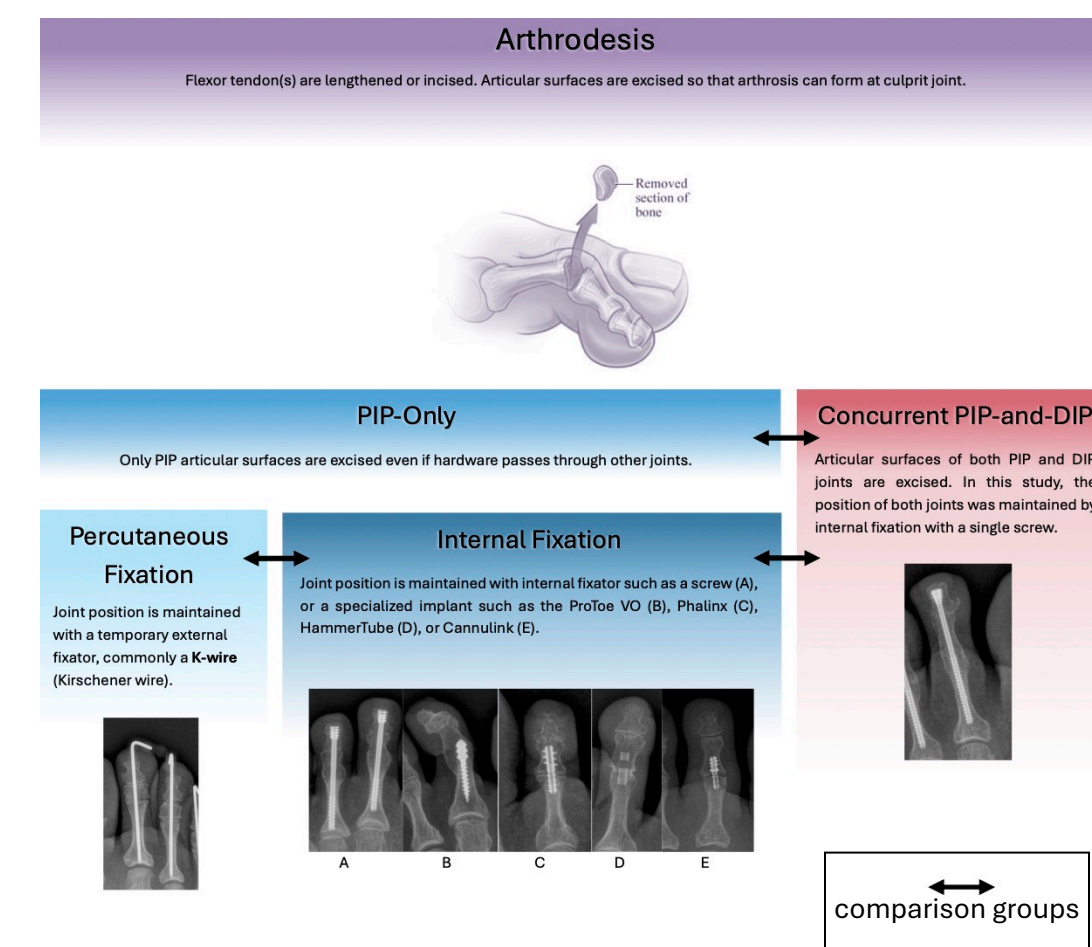 Arthrodesis
Flexor tendon(s) are lengthened or incised. Articular surfaces are excised so that arthrosis can form at culprit joint.
Removed
section of
bone
PIP-Only
Only PIP articular surfaces are excised even if hardware passes through other joints.
Concurrent PIP-and-DIP
Articular surfaces of both PIP and DIP
joints are excised. In this study, the
position of both joints was maintained by
internal fixation with a single screw.
Percutaneous
Fixation
Joint position is maintained
with a temporary external
fixator, commonly a K-wire
(Kirschener wire).
Internal Fixation
Joint position is maintained with internal fixator such as a screw (A),
or a specialized implant such as the ProToe VO (B), Phalinx (C),
HammerTube (D), or Cannulink (E).
A B C D E
comparison groups